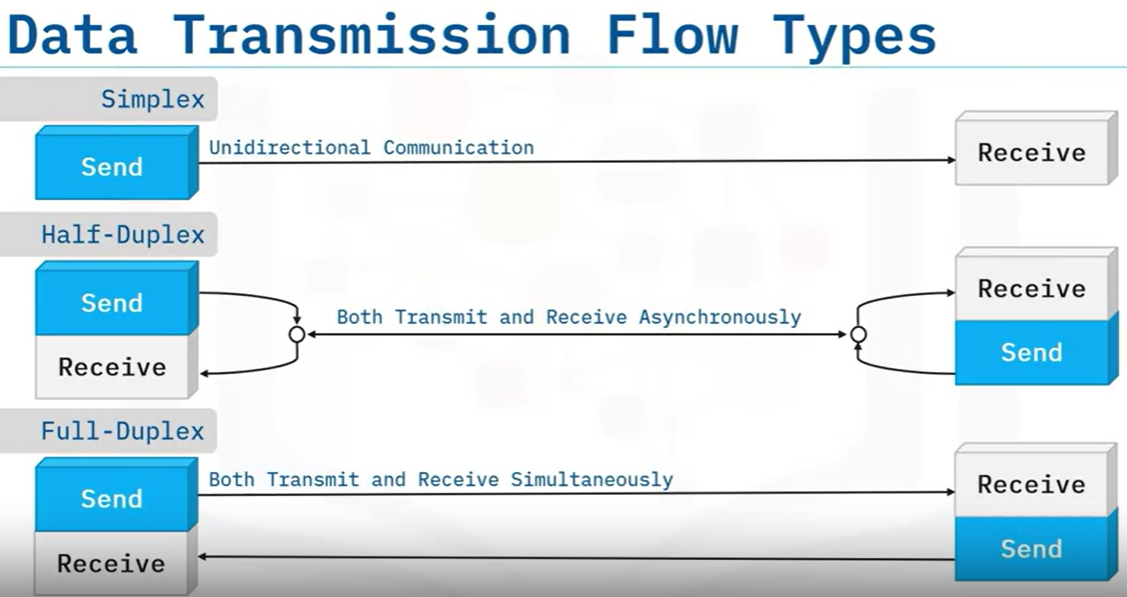 Data Transmission Flow Types
Simplex
Send
Unidirectional Communication
Receive
Half-Duplex
Send
Receive
Both Transmit and Receive Asynchronously
Receive
Send
Full-Duplex
Send
Receive
Both Transmit and Receive Simultaneously
Receive
Send